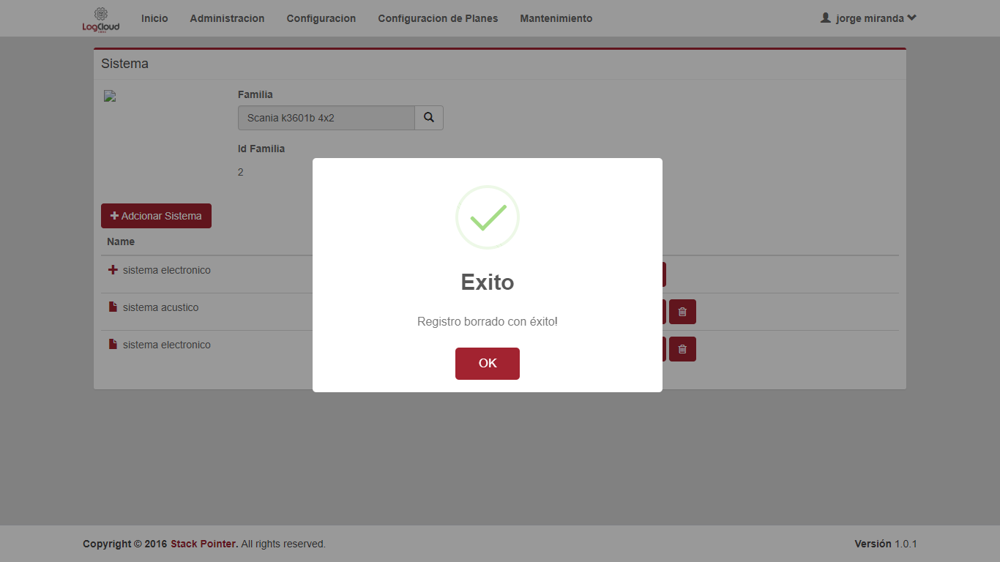 LogCloud
Inicio Administracion Configuracion Configuracion de Planes Mantenimiento jorge miranda
Sistema
Familia
Scania k3601b 4x2
Id Familia
2
Adcionar Sistema
Name
sistema electronico
sistema acustico
sistema electronico
Exito
Registro borrado con éxito!
OK
Copyright © 2016 Stack Pointer. All rights reserved.
Versión 1.0.1